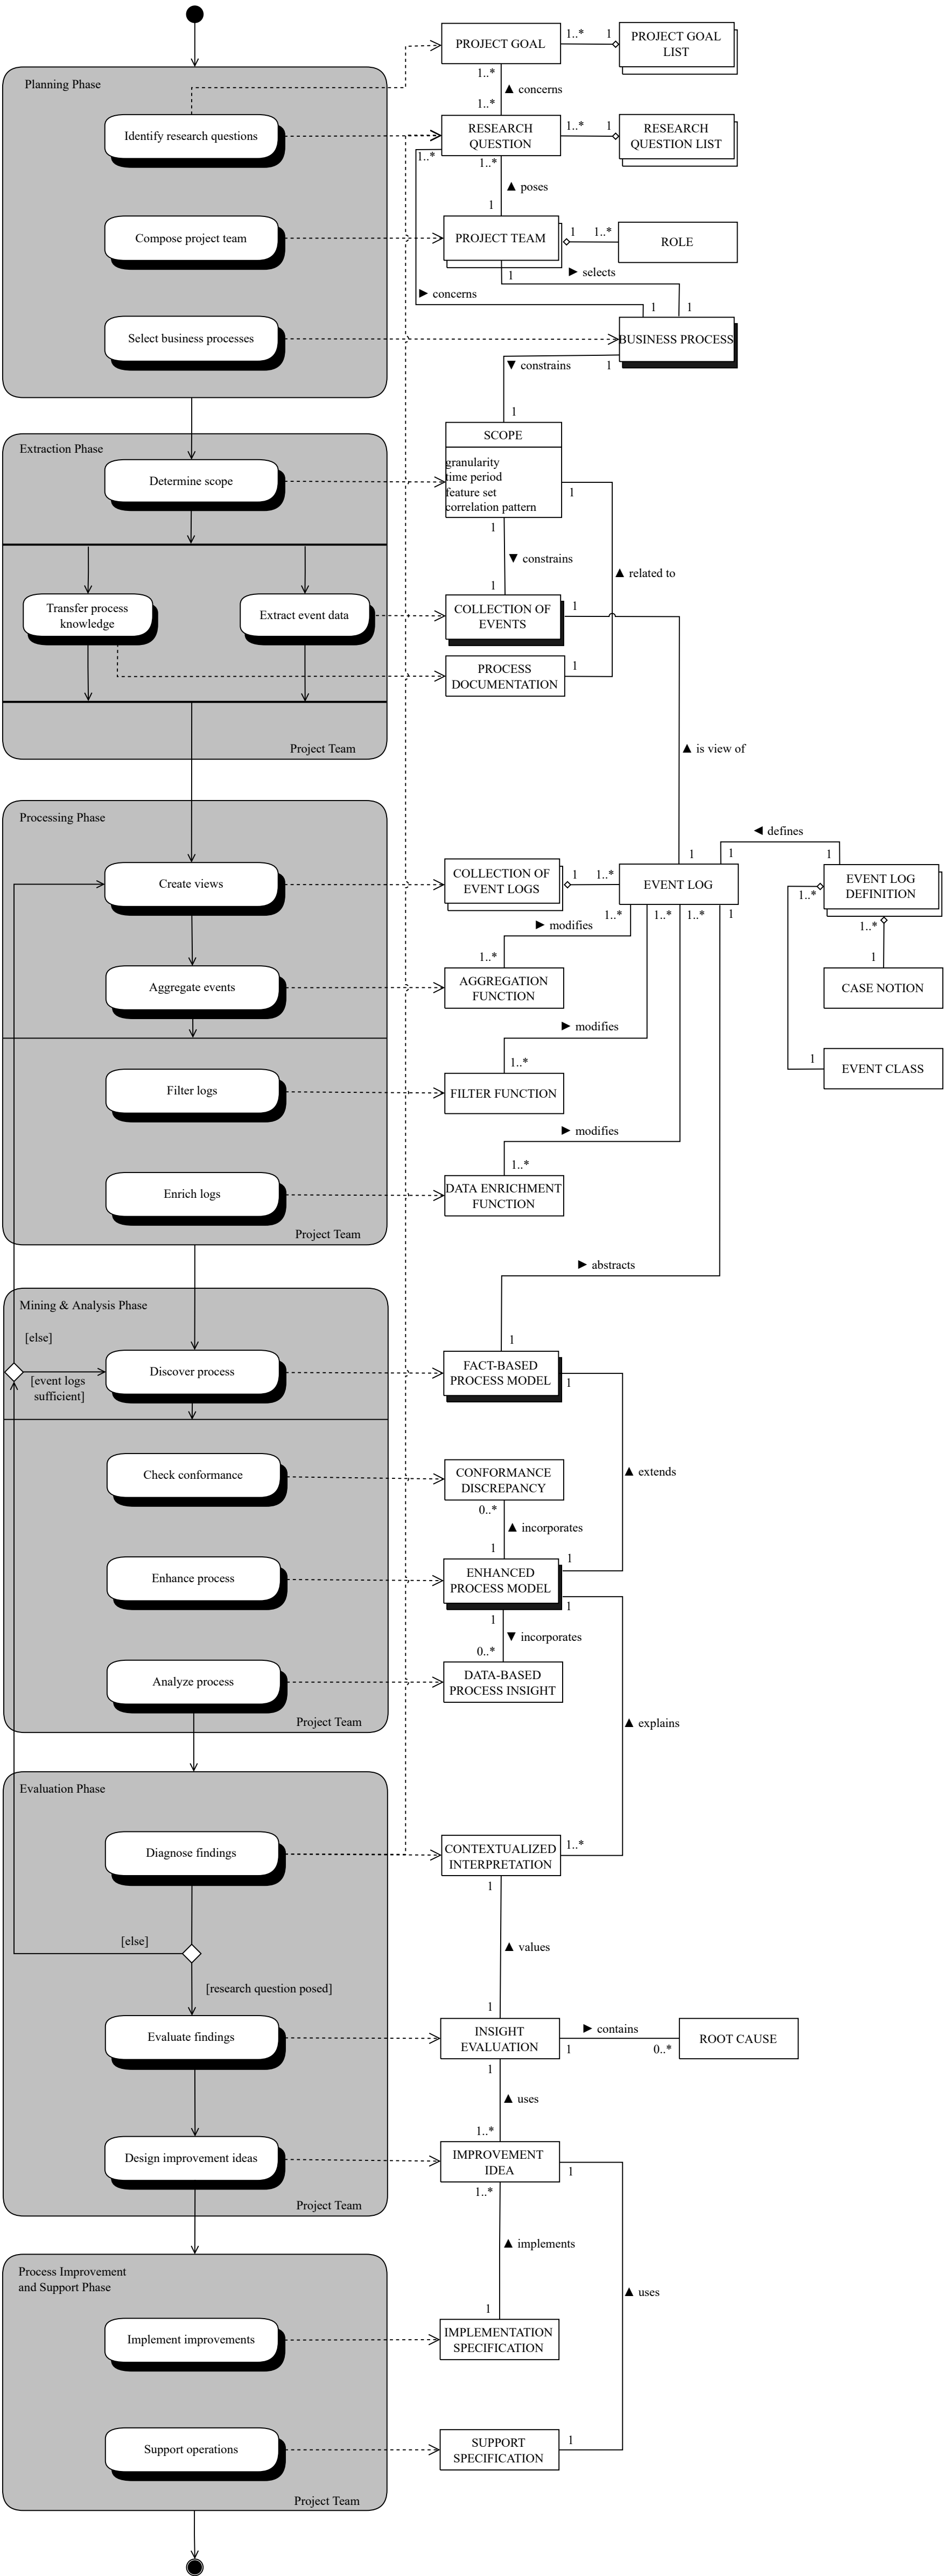 PROJECT GOAL
1..*
1
PROJECT GOAL
LIST
Planning Phase
1..*
▲ concerns
1..*
Identify research questions
RESEARCH
QUESTION
1..*
1
RESEARCH
QUESTION LIST
1..*
1..*
▲ poses
1
Compose project team
PROJECT TEAM
1
1..*
ROLE
1
► selects
► concerns
1
1
Select business processes
BUSINESS PROCESS
▼ constrains
1
1
Extraction Phase
SCOPE
Determine scope
granularity
time period
feature set
correlation pattern
1
1
▼ constrains
▲ related to
1
Transfer process
knowledge
Extract event data
COLLECTION OF
EVENTS
1
PROCESS
DOCUMENTATION
1
Project Team
▲ is view of
Processing Phase
◄ defines
1
1
1
Create views
COLLECTION OF
EVENT LOGS
1
1..*
EVENT LOG
EVENT LOG
DEFINITION
1..*
1..*
1..*
1..*
1
1..*
► modifies
1..*
1
Aggregate events
AGGREGATION
FUNCTION
CASE NOTION
► modifies
1..*
1
EVENT CLASS
Filter logs
FILTER FUNCTION
► modifies
1..*
Enrich logs
DATA ENRICHMENT
FUNCTION
Project Team
► abstracts
Mining & Analysis Phase
[else]
1
Discover process
FACT-BASED
PROCESS MODEL
1
[event logs
sufficient]
Check conformance
CONFORMANCE
DISCREPANCY
▲ extends
0..*
▲ incorporates
1
1
Enhance process
ENHANCED
PROCESS MODEL
1
1
▼ incorporates
0..*
Analyze process
DATA-BASED
PROCESS INSIGHT
Project Team
▲ explains
Evaluation Phase
Diagnose findings
CONTEXTUALIZED
INTERPRETATION
1..*
1
[else]
▲ values
[research question posed]
1
Evaluate findings
INSIGHT
EVALUATION
► contains
1
0..*
ROOT CAUSE
1
▲ uses
1..*
Design improvement ideas
IMPROVEMENT
IDEA
1
1..*
Project Team
▲ implements
Process Improvement
and Support Phase
▲ uses
1
Implement improvements
IMPLEMENTATION
SPECIFICATION
Support operations
SUPPORT
SPECIFICATION
1
Project Team